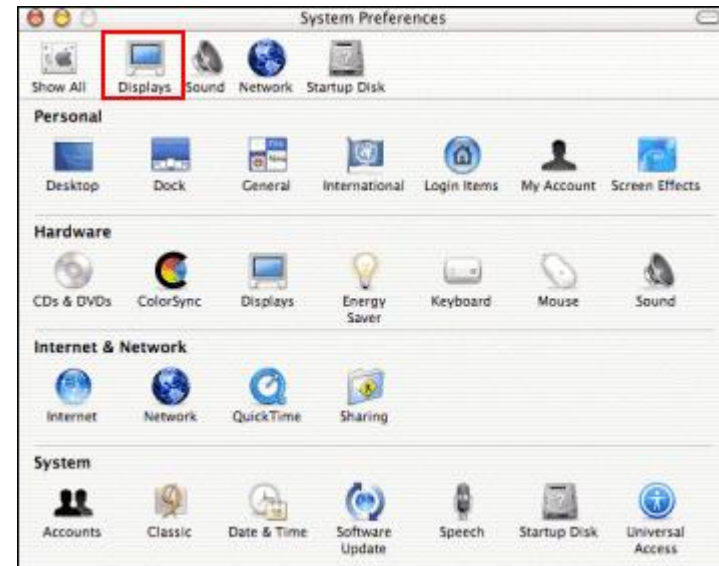 System Preferences
Show All Displays Sound Network Startup Disk
Personal
Desktop Dock General International Login Items My Account Screen Effects
Hardware
CDs & DVDs ColorSync Displays Energy Saver Keyboard Mouse Sound
Internet & Network
Internet Network QuickTime Sharing
System
Accounts Classic Date & Time Software Update Speech Startup Disk Universal Access